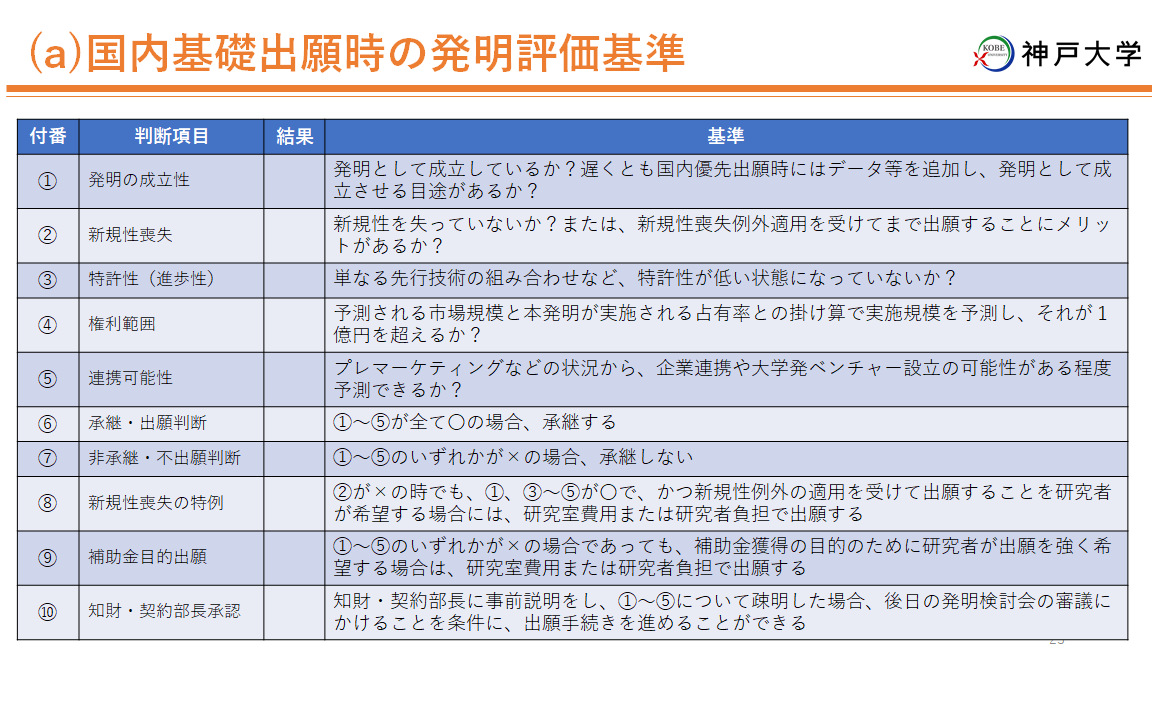 (a)国内基礎出願時の発明評価基準
KOBE
神戸大学
付番 判断項目 結果 基準
① 発明の成立性 発明として成立しているか？遅くとも国内優先出願時にはデータ等を追加し、発明として成
立させる目途があるか？
② 新規性喪失 新規性を失っていないか？または、新規性喪失例外適用を受けてまで出願することにメリッ
トがあるか？
③ 特許性（進歩性） 単なる先行技術の組み合わせなど、特許性が低い状態になっていないか？
④ 権利範囲 予測される市場規模と本発明が実施される占有率との掛け算で実施規模を予測し、それが１
億円を超えるか？
⑤ 連携可能性 プレマーケティングなどの状況から、企業連携や大学発ベンチャー設立の可能性がある程度
予測できるか？
⑥ 承継・出願判断 ①～⑤が全て〇の場合、承継する
⑦ 非承継・不出願判断 ①～⑤のいずれかが×の場合、承継しない
⑧ 新規性喪失の特例 ②が×の時でも、①、③～⑤が〇で、かつ新規性例外の適用を受けて出願することを研究者
が希望する場合には、研究室費用または研究者負担で出願する
⑨ 補助金目的出願 ①～⑤のいずれかが×の場合であっても、補助金獲得の目的のために研究者が出願を強く希
望する場合は、研究室費用または研究者負担で出願する
⑩ 知財・契約部長承認 知財・契約部長に事前説明をし、①～⑤について疎明した場合、後日の発明検討会の審議に
かけることを条件に、出願手続きを進めることができる